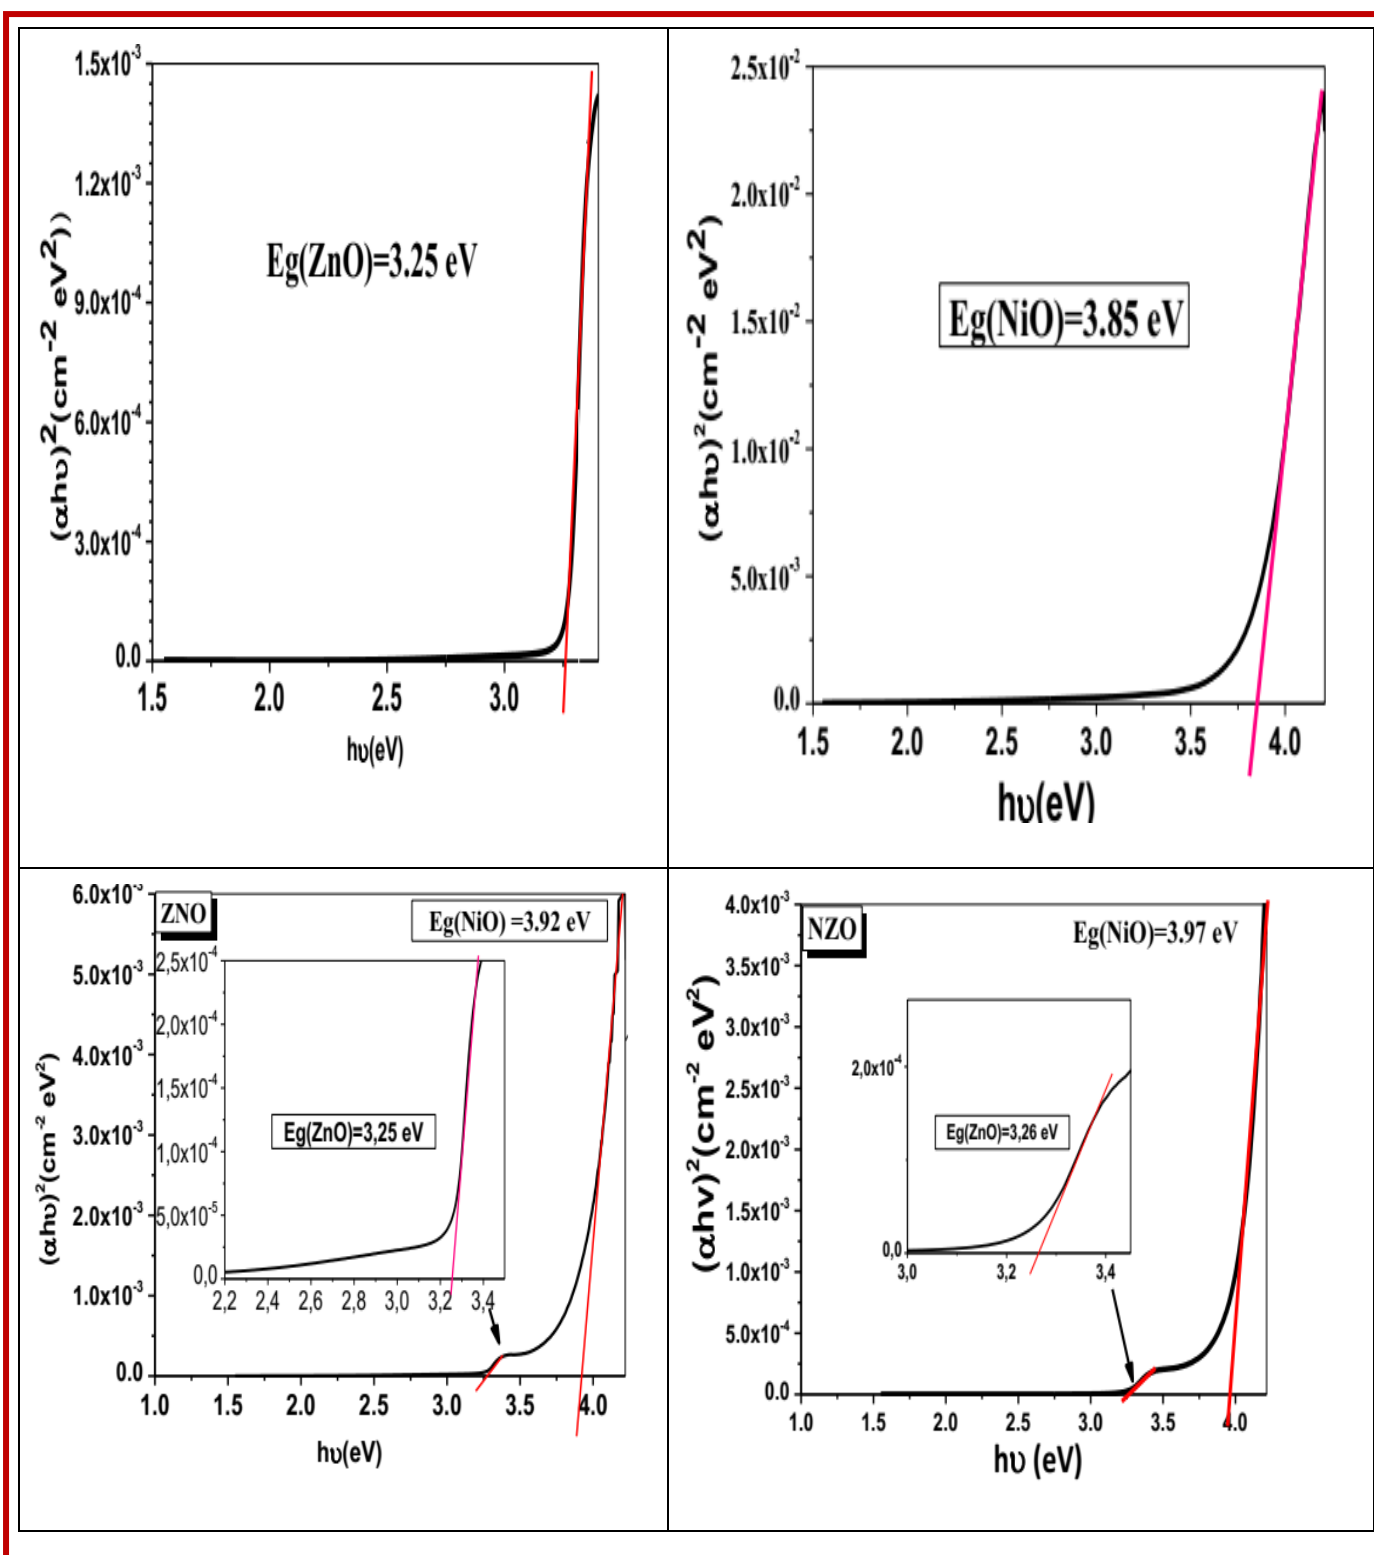 1.5x10⁻³
1.2x10⁻³
9.0x10⁻⁴
6.0x10⁻⁴
3.0x10⁻⁴
0.0
(αhυ)²(cm⁻² eV²))
Eg(ZnO)=3.25 eV
1.5 2.0 2.5 3.0
hυ(eV)
2.5x10⁻²
2.0x10⁻²
1.5x10⁻²
1.0x10⁻²
5.0x10⁻³
0.0
(αhυ)²(cm⁻² eV²)
Eg(NiO)=3.85 eV
1.5 2.0 2.5 3.0 3.5 4.0
hυ(eV)
6.0x10⁻³
5.0x10⁻³
4.0x10⁻³
3.0x10⁻³
2.0x10⁻³
1.0x10⁻³
0.0
(αhυ)²(cm⁻² eV²)
ZNO
Eg(NiO) =3.92 eV
2,5x10⁻⁴
2,0x10⁻⁴
1,5x10⁻⁴
1,0x10⁻⁴
5,0x10⁻⁵
0,0
Eg(ZnO)=3,25 eV
2,2 2,4 2,6 2,8 3,0 3,2 3,4
1.0 1.5 2.0 2.5 3.0 3.5 4.0
hυ(eV)
4.0x10⁻³
3.5x10⁻³
3.0x10⁻³
2.5x10⁻³
2.0x10⁻³
1.5x10⁻³
1.0x10⁻³
5.0x10⁻⁴
0.0
(αhv)²(cm⁻² eV²)
NZO
Eg(NiO)=3.97 eV
2,0x10⁻⁴
0,0
Eg(ZnO)=3,26 eV
3,0 3,2 3,4
1.0 1.5 2.0 2.5 3.0 3.5 4.0
hυ (eV)